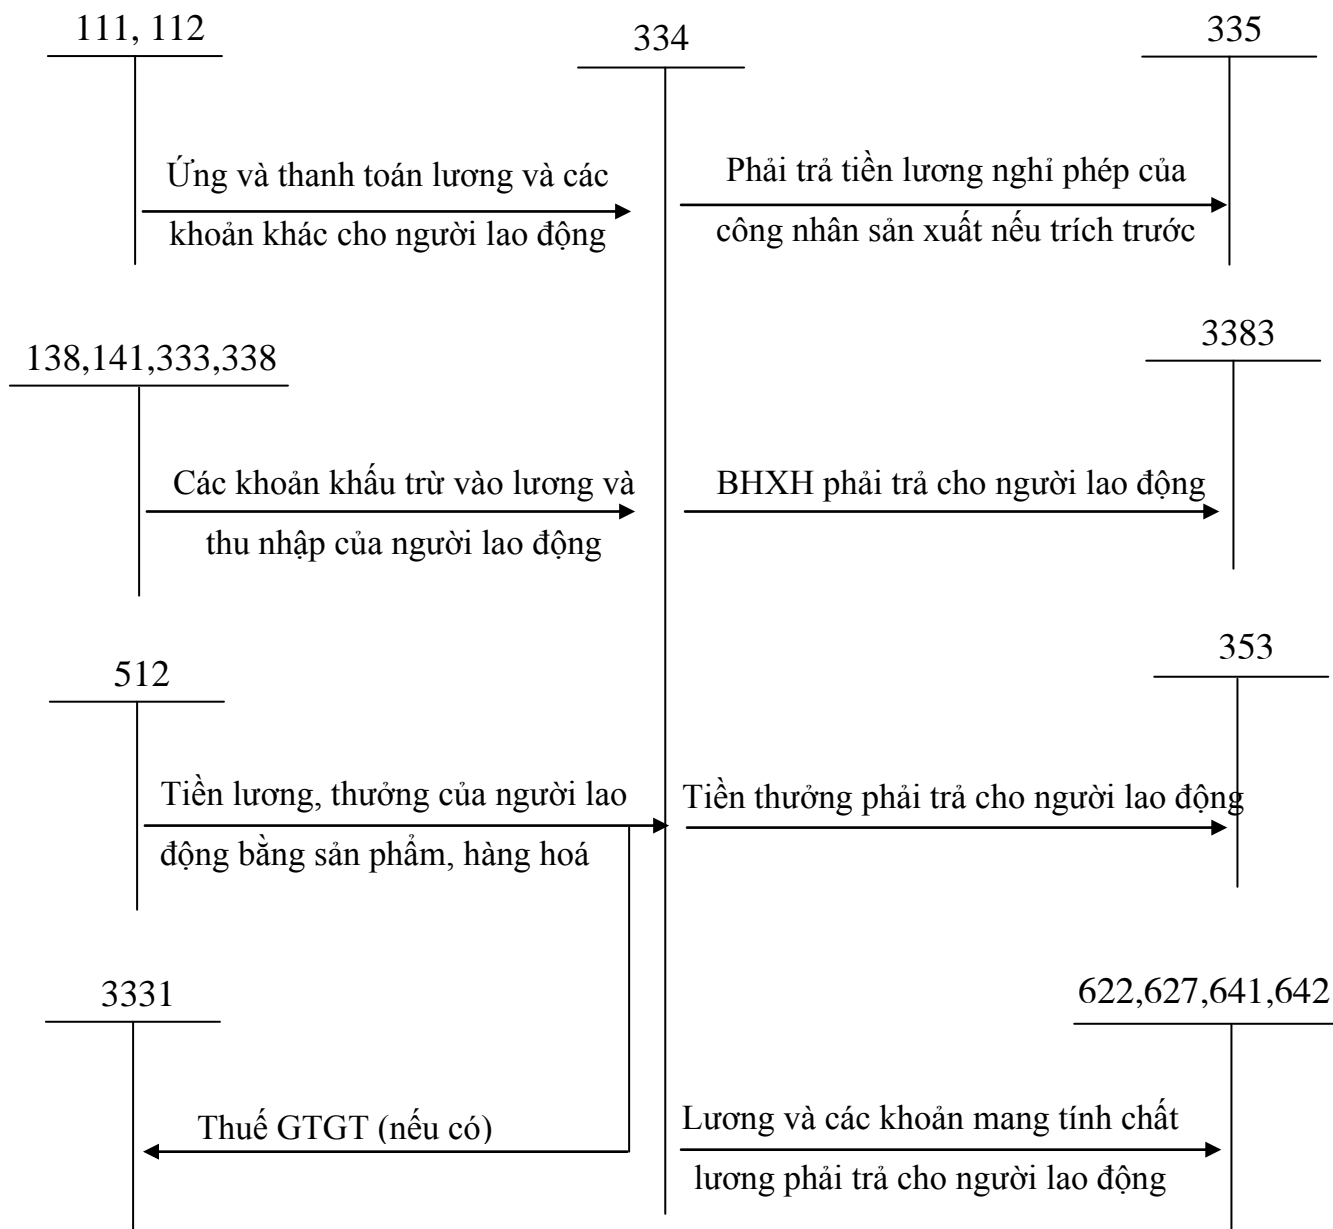 111, 112
334
335
Ứng và thanh toán lương và các
khoản khác cho người lao động
Phải trả tiền lương nghỉ phép của
công nhân sản xuất nếu trích trước
138,141,333,338
3383
Các khoản khấu trừ vào lương và
thu nhập của người lao động
BHXH phải trả cho người lao động
512
353
Tiền lương, thưởng của người lao
động bằng sản phẩm, hàng hoá
Tiền thưởng phải trả cho người lao động
3331
622,627,641,642
Thuế GTGT (nếu có)
Lương và các khoản mang tính chất
lương phải trả cho người lao động